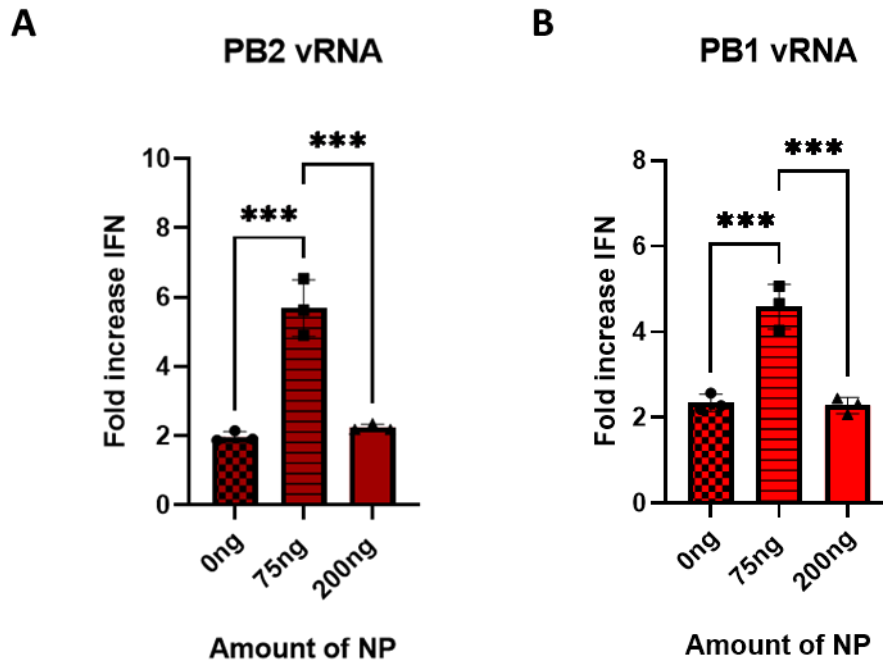 A
PB2 vRNA
Fold increase IFN
10
8
6
4
2
0
***
***
0ng
75ng
200ng
Amount of NP
B
PB1 vRNA
Fold increase IFN
8
6
4
2
0
***
***
0ng
75ng
200ng
Amount of NP